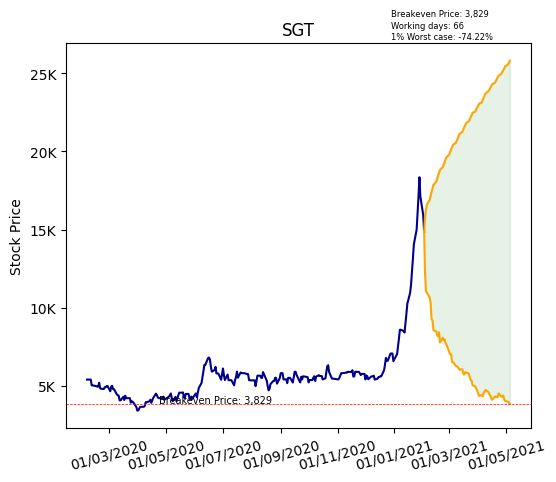 Breakeven Price: 3,829
Working days: 66
1% Worst case: -74.22%
SGT
Stock Price
25K
20K
15K
10K
5K
Breakeven Price: 3,829
01/03/2020
01/05/2020
01/07/2020
01/09/2020
01/11/2020
01/01/2021
01/03/2021
01/05/2021